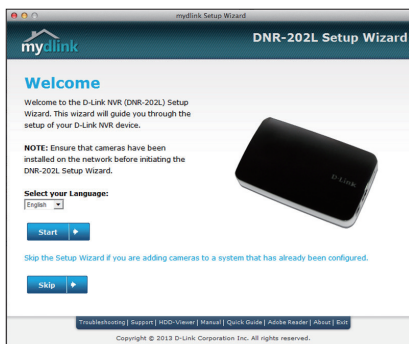 mydlink Setup Wizard
mydlink
DNR-202L Setup Wizard
Welcome
Welcome to the D-Link NVR (DNR-202L) Setup
Wizard. This wizard will guide you through the
setup of your D-Link NVR device.
NOTE: Ensure that cameras have been
installed on the network before initiating the
DNR-202L Setup Wizard.
D-Link
Select your Language:
English
Start
Skip the Setup Wizard if you are adding cameras to a system that has already been configured.
Skip
Troubleshooting | Support | HDD-Viewer | Manual | Quick Guide | Adobe Reader | About | Exit
Copyright © 2013 D-Link Corporation Inc. All rights reserved.